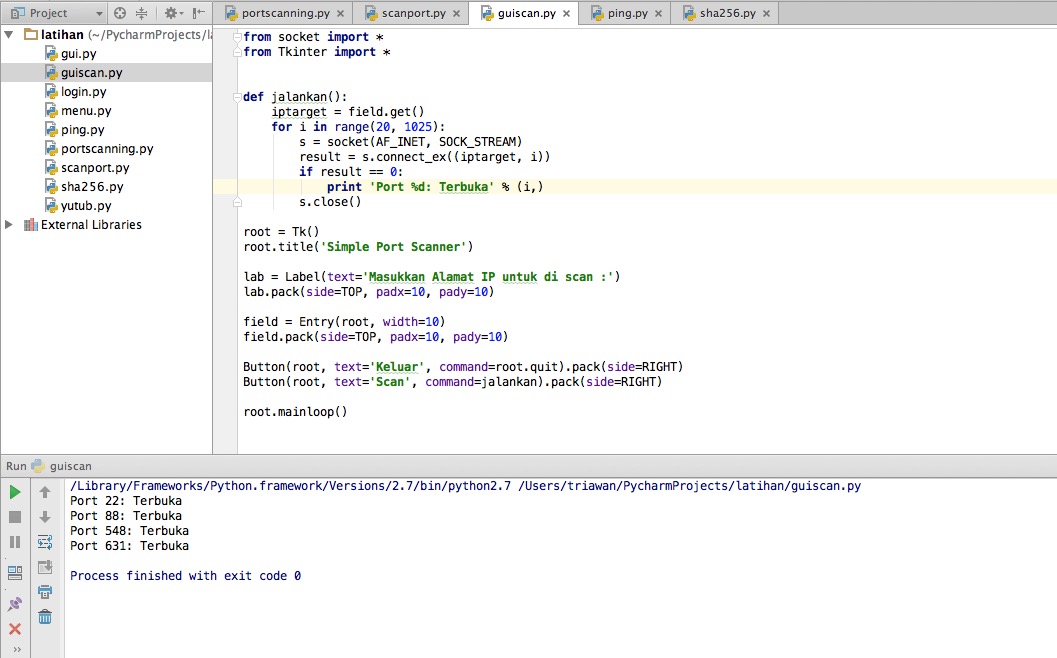 Project
portscanning.py
scanport.py
guiscan.py
ping.py
sha256.py
latihan (~/PycharmProjects/la
gui.py
guiscan.py
login.py
menu.py
ping.py
portscanning.py
scanport.py
sha256.py
yutub.py
External Libraries
from socket import *
from Tkinter import *
def jalankan():
    iptarget = field.get()
    for i in range(20, 1025):
        s = socket(AF_INET, SOCK_STREAM)
        result = s.connect_ex((iptarget, i))
        if result == 0:
            print 'Port %d: Terbuka' % (i,)
        s.close()
root = Tk()
root.title('Simple Port Scanner')
lab = Label(text='Masukkan Alamat IP untuk di scan :')
lab.pack(side=TOP, padx=10, pady=10)
field = Entry(root, width=10)
field.pack(side=TOP, padx=10, pady=10)
Button(root, text='Keluar', command=root.quit).pack(side=RIGHT)
Button(root, text='Scan', command=jalankan).pack(side=RIGHT)
root.mainloop()
Run guiscan
/Library/Frameworks/Python.framework/Versions/2.7/bin/python2.7 /Users/triawan/PycharmProjects/latihan/guiscan.py
Port 22: Terbuka
Port 88: Terbuka
Port 548: Terbuka
Port 631: Terbuka
Process finished with exit code 0